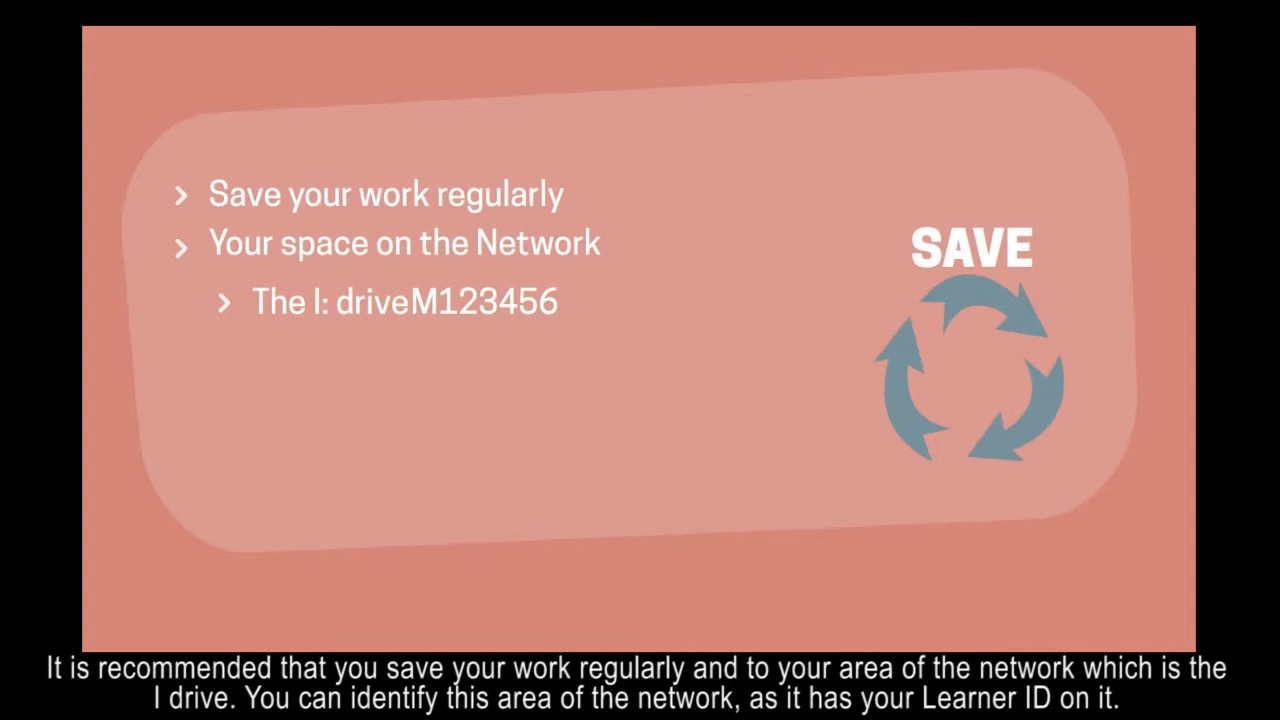 Save your work regularly
Your space on the Network
The I: driveM123456
SAVE
It is recommended that you save your work regularly and to your area of the network which is the
I drive. You can identify this area of the network, as it has your Learner ID on it.